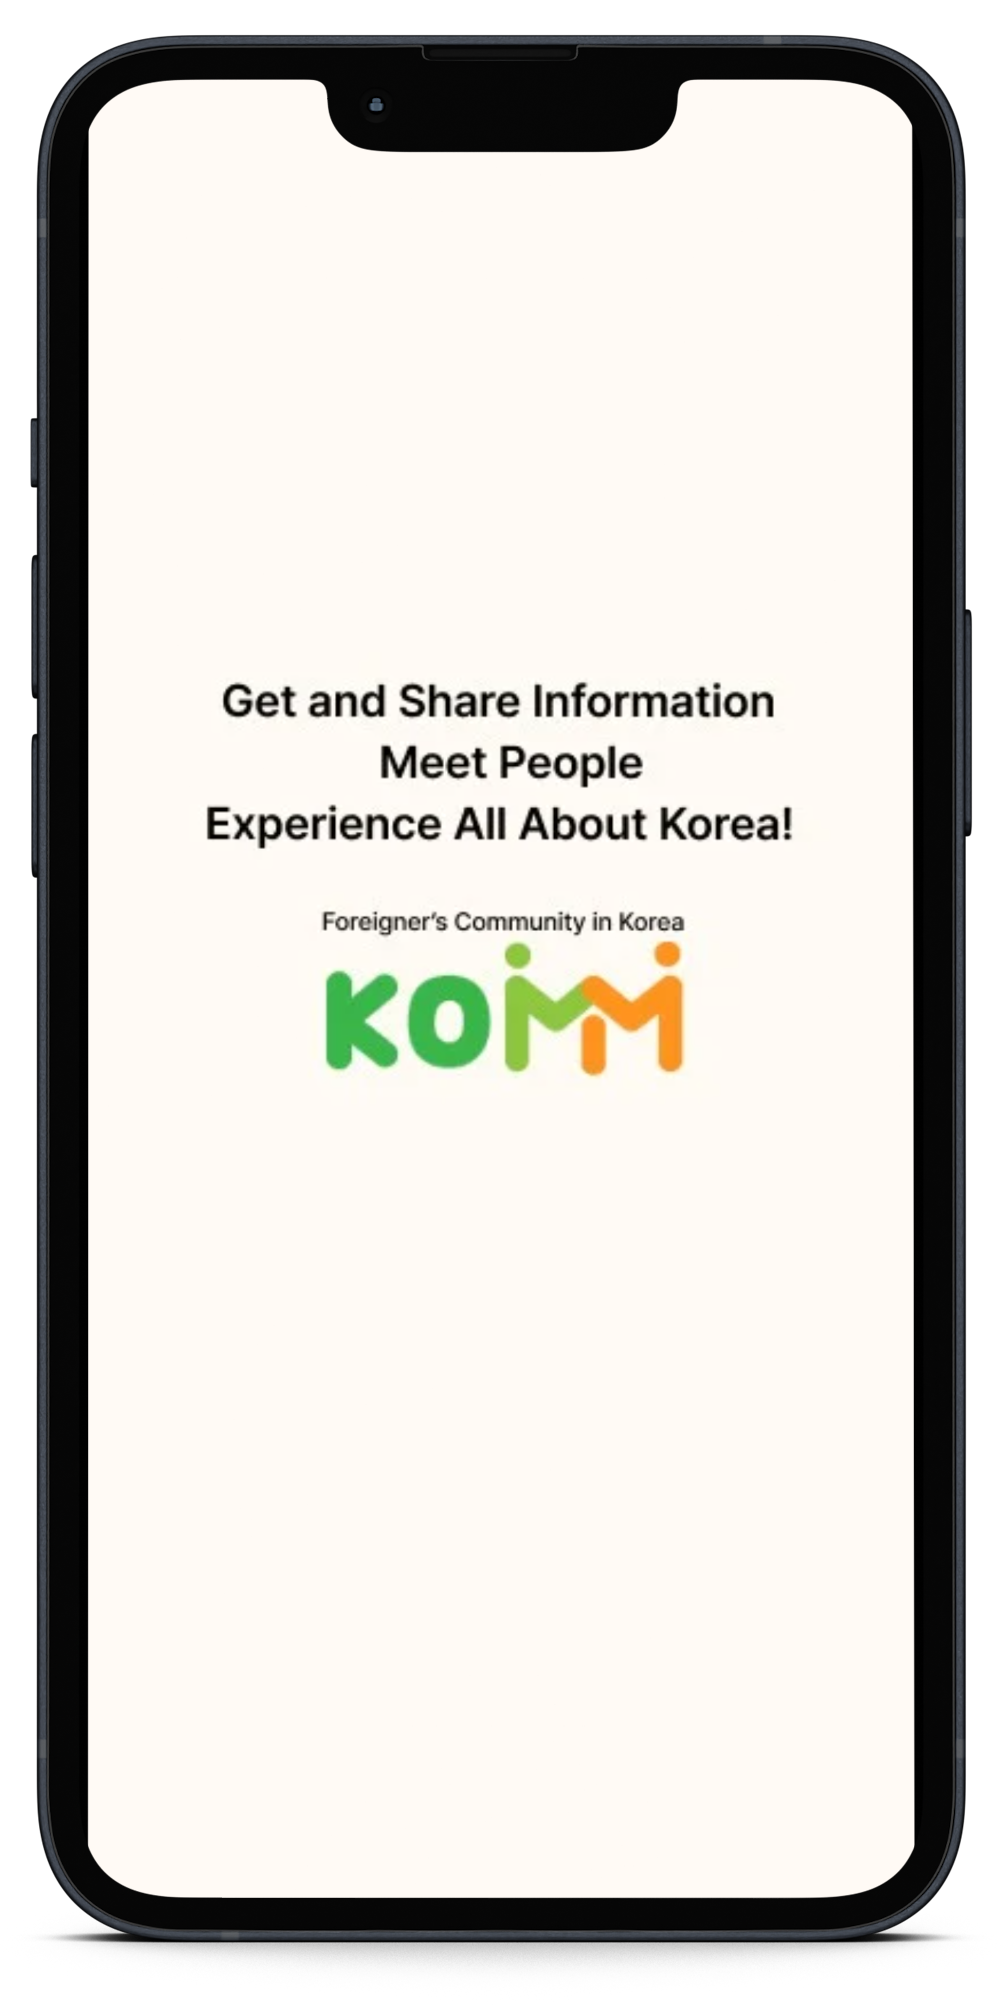 Get and Share Information
Meet People
Experience All About Korea!
Foreigner's Community in Korea
KOMM